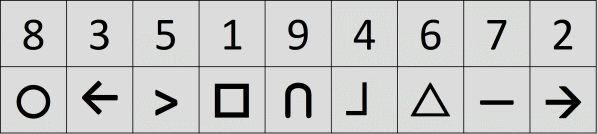 8 3 5 1 9 4 6 7 2
○ ← > □ ∩ ┘ △ — →